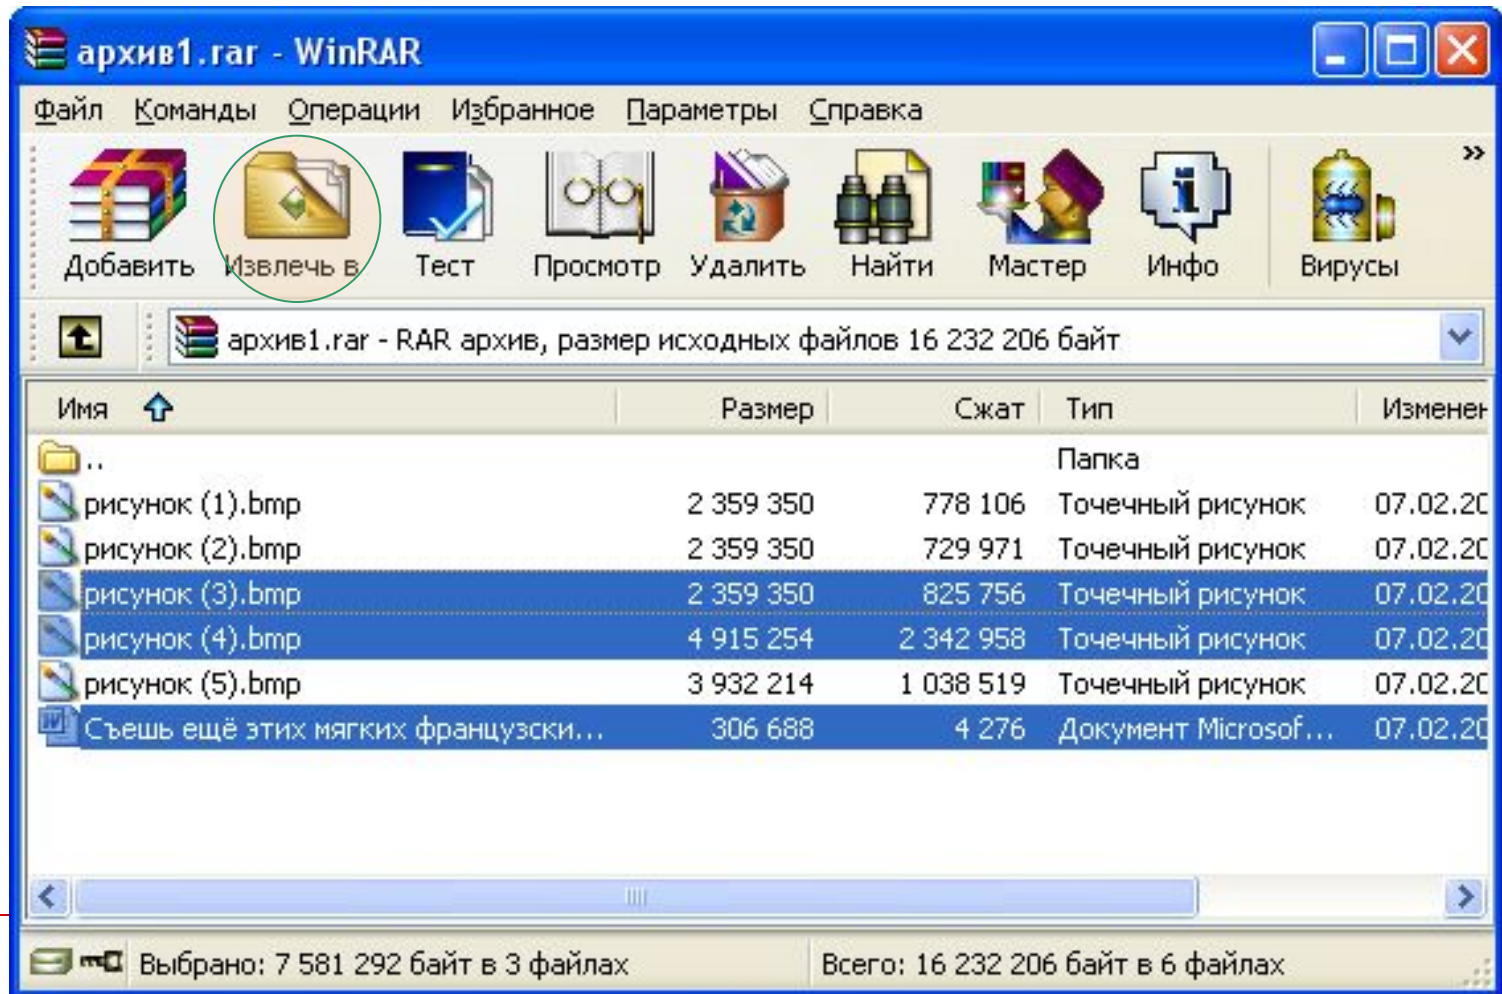 архив1.rar - WinRAR
Файл Команды Операции Избранное Параметры Справка
»
Добавить Извлечь в Тест Просмотр Удалить Найти Мастер Инфо Вирусы
архив1.rar - RAR архив, размер исходных файлов 16 232 206 байт
Имя Размер Сжат Тип Изменен
.. Папка
рисунок (1).bmp 2 359 350 778 106 Точечный рисунок 07.02.20
рисунок (2).bmp 2 359 350 729 971 Точечный рисунок 07.02.20
рисунок (3).bmp 2 359 350 825 756 Точечный рисунок 07.02.20
рисунок (4).bmp 4 915 254 2 342 958 Точечный рисунок 07.02.20
рисунок (5).bmp 3 932 214 1 038 519 Точечный рисунок 07.02.20
Съешь ещё этих мягких французски... 306 688 4 276 Документ Microsof... 07.02.20
Выбрано: 7 581 292 байт в 3 файлах Всего: 16 232 206 байт в 6 файлах